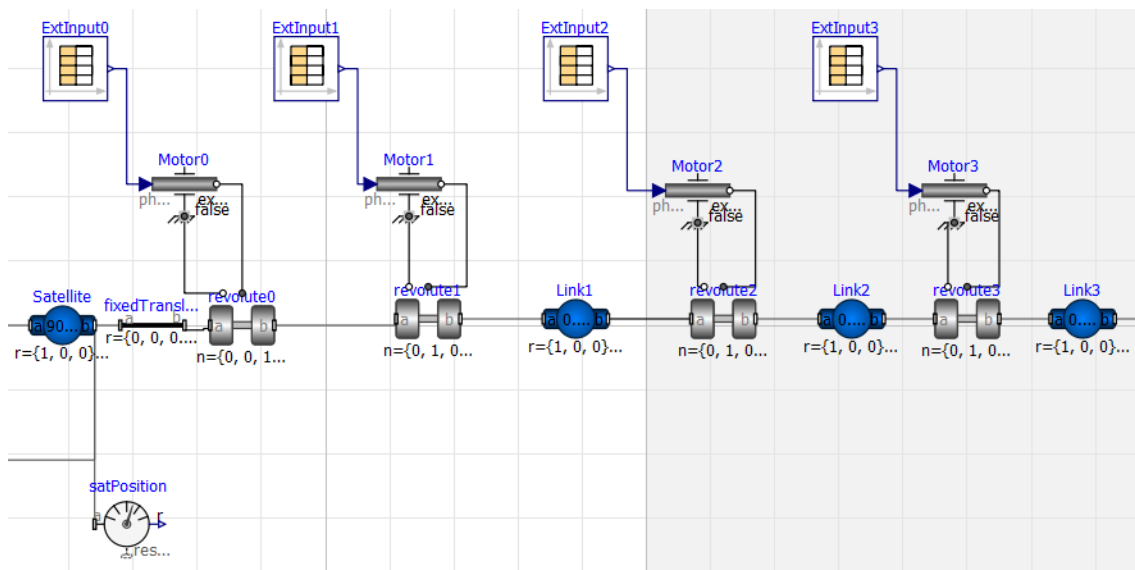 ExtInput0
ExtInput1
ExtInput2
ExtInput3
Motor0
Motor1
Motor2
Motor3
ph...
ex...
false
ph...
ex...
false
ph...
ex...
false
ph...
ex...
false
Satellite
fixedTransl...
revolute0
revolute1
Link1
revolute2
Link2
revolute3
Link3
a 90... b
a b
a b
a b
a 0.... b
a b
a 0.... b
a b
a 0.... b
r={1, 0, 0}...
r={0, 0, 0....
n={0, 0, 1...
n={0, 1, 0...
r={1, 0, 0}...
n={0, 1, 0...
r={1, 0, 0}...
n={0, 1, 0...
r={1, 0, 0}...
satPosition
a
r
res...